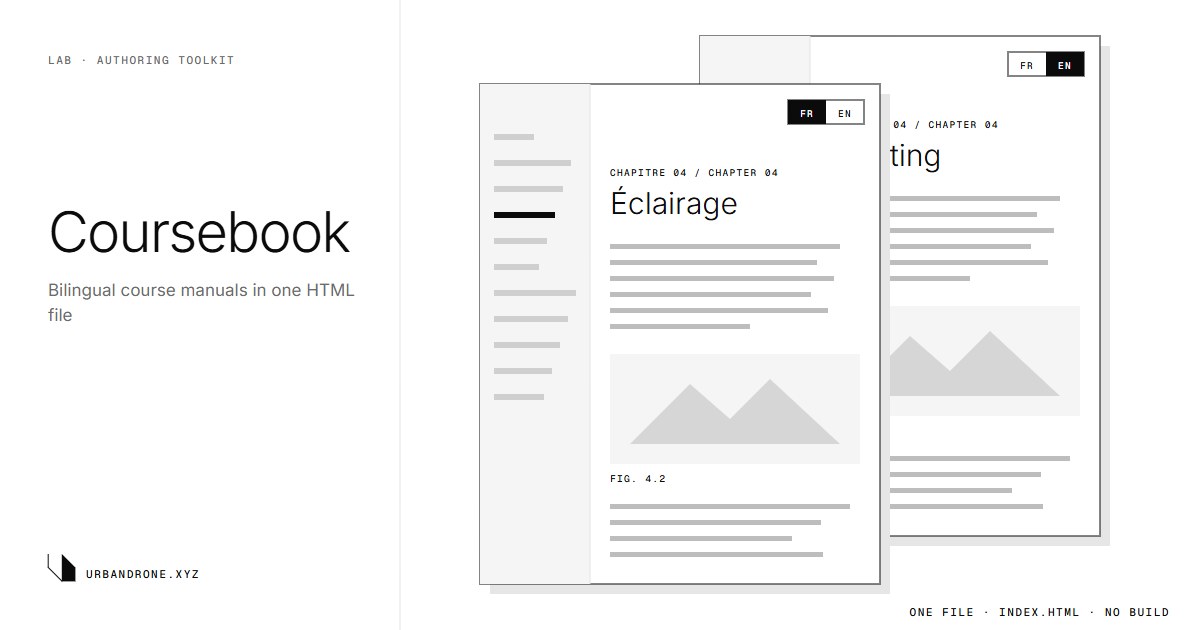 LAB · AUTHORING TOOLKIT
Coursebook
Bilingual course manuals in one HTML
file
URBANDRONE.XYZ
FR EN
CHAPITRE 04 / CHAPTER 04
Éclairage
FIG. 4.2
FR EN
04 / CHAPTER 04
ting
ONE FILE · INDEX.HTML · NO BUILD